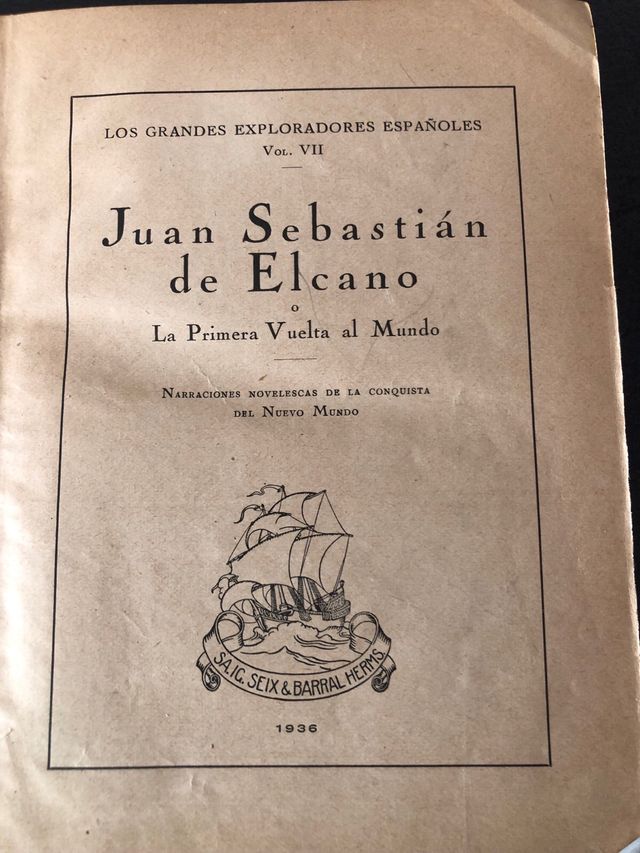 LOS GRANDES EXPLORADORES ESPAÑOLES
Vol. VII
Juan Sebastián
de Elcano
o
La Primera Vuelta al Mundo
Narraciones novelescas de la conquista
del Nuevo Mundo
S.A. I.G. SEIX & BARRAL HERMS.
1936